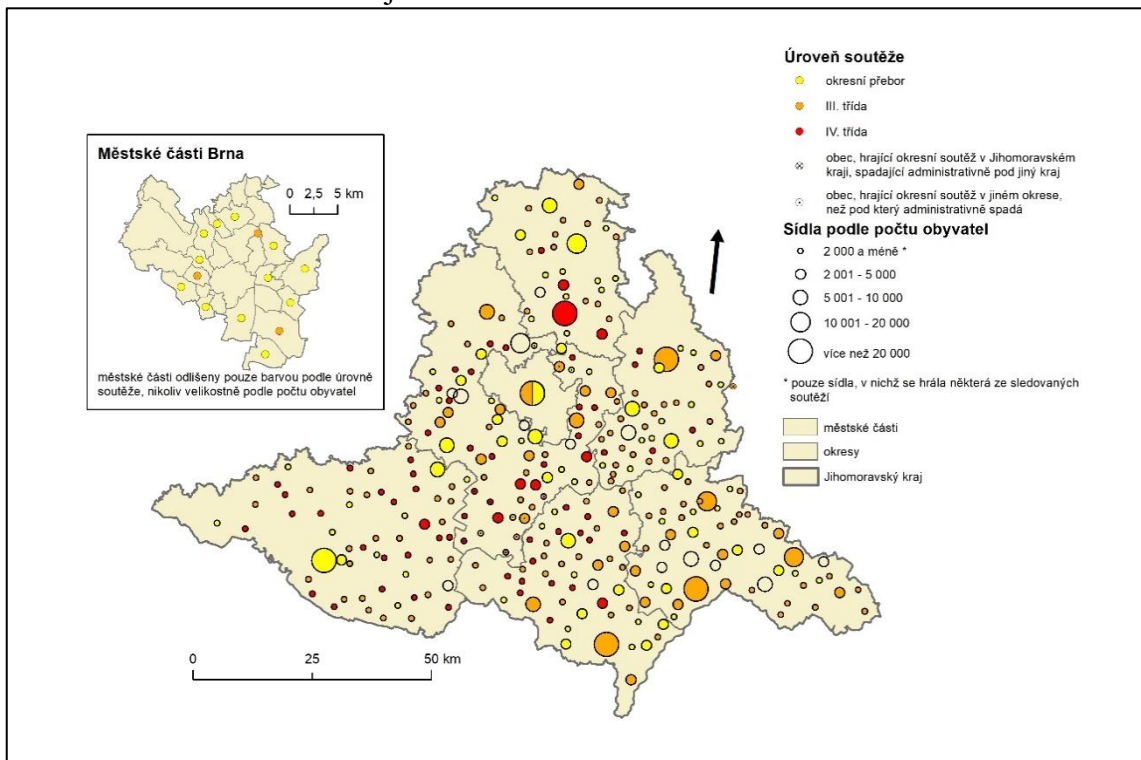 Městské části Brna
0 2,5 5 km
městské části odlišeny pouze barvou podle úrovně
soutěže, nikoliv velikostně podle počtu obyvatel
Úroveň soutěže
okresní přebor
III. třída
IV. třída
obec, hrající okresní soutěž v Jihomoravském
kraji, spadající administrativně pod jiný kraj
obec, hrající okresní soutěž v jiném okrese,
než pod který administrativně spadá
Sídla podle počtu obyvatel
2 000 a méně *
2 001 - 5 000
5 001 - 10 000
10 001 - 20 000
více než 20 000
* pouze sídla, v nichž se hrála některá ze sledovaných
soutěží
městské části
okresy
Jihomoravský kraj
0 25 50 km